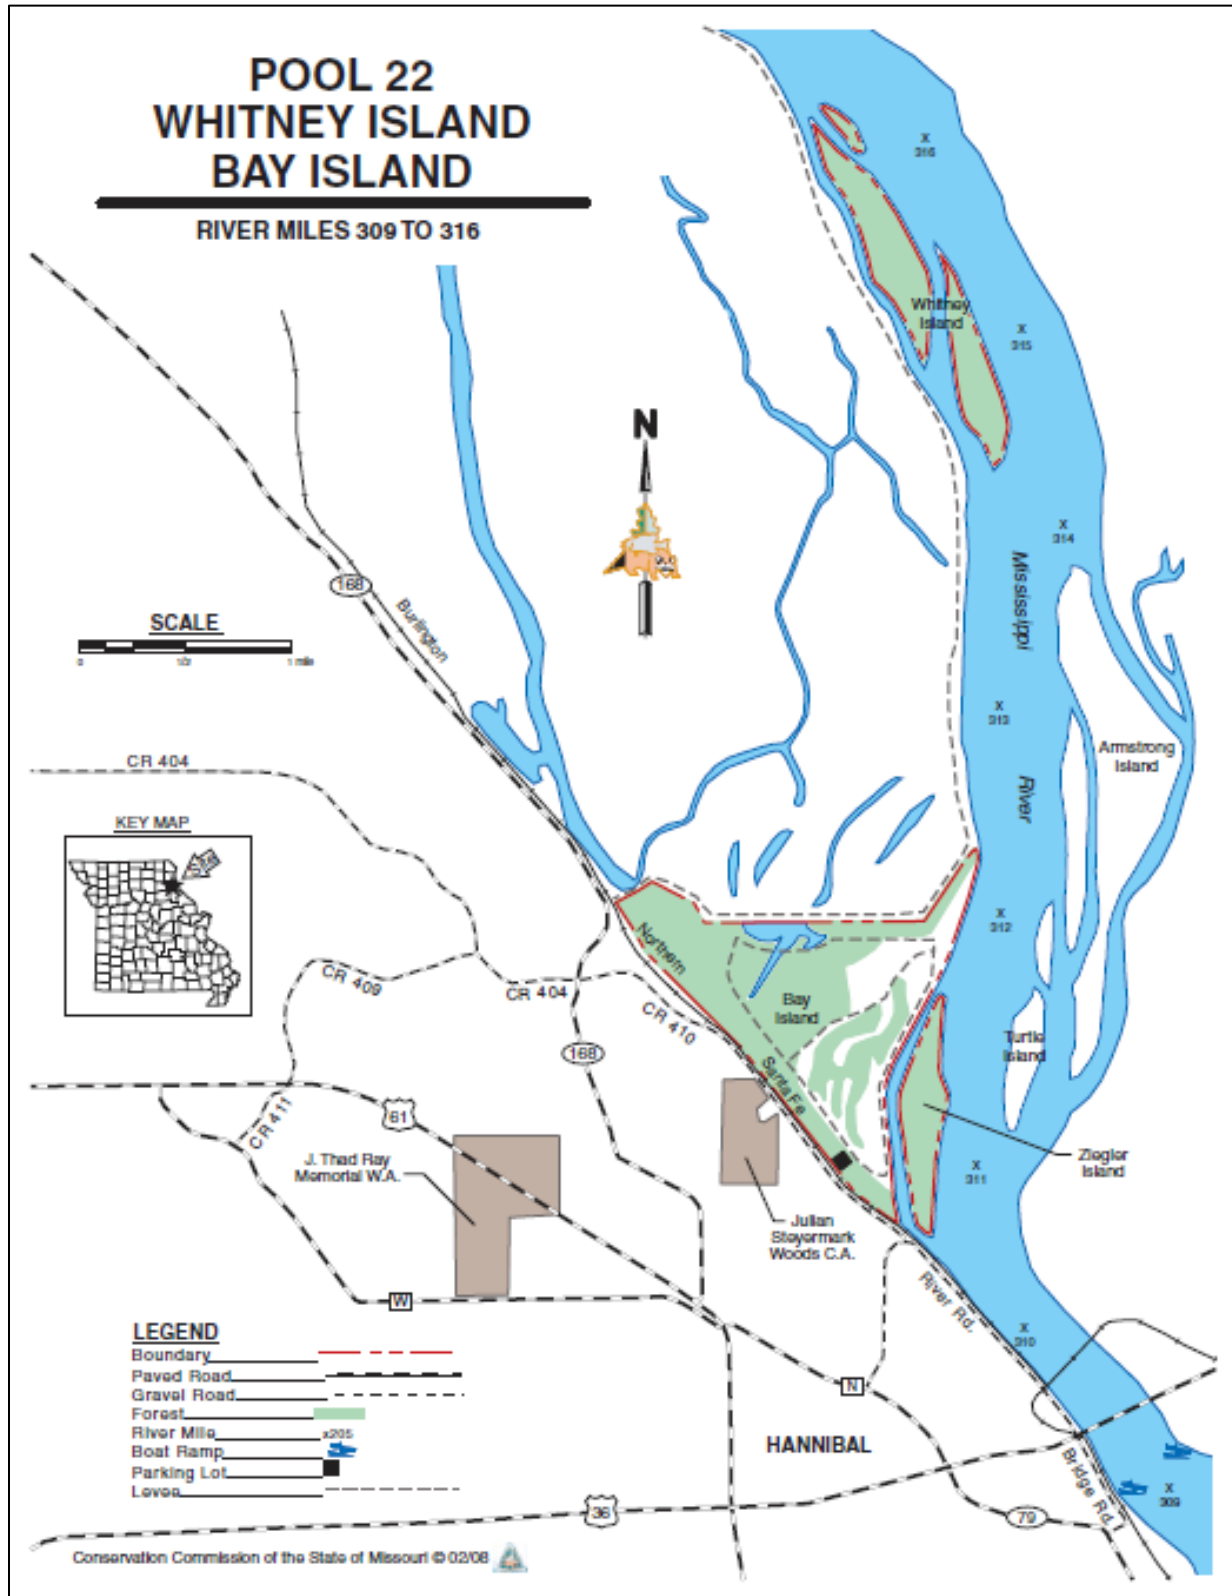 POOL 22
WHITNEY ISLAND
BAY ISLAND
RIVER MILES 309 TO 316
X
316
Whitney
Island
X
315
N
X
314
Mississippi
168
Burlington
SCALE
0 1/2 1 mile
X
313
River
Armstrong
Island
CR 404
KEY MAP
X
312
Northern
CR 409
CR 404
CR 410
Bay
Island
Turtle
Island
168
Santa Fe
61
CR 411
J. Thad Ray
Memorial W.A.
Ziegler
Island
X
311
Julian
Steyermark
Woods C.A.
River Rd.
W
X
310
LEGEND
Boundary
Paved Road
Gravel Road
Forest
River Mile x205
Boat Ramp
Parking Lot
Levee
N
HANNIBAL
Bridge Rd.
X
309
36
79
Conservation Commission of the State of Missouri © 02/08